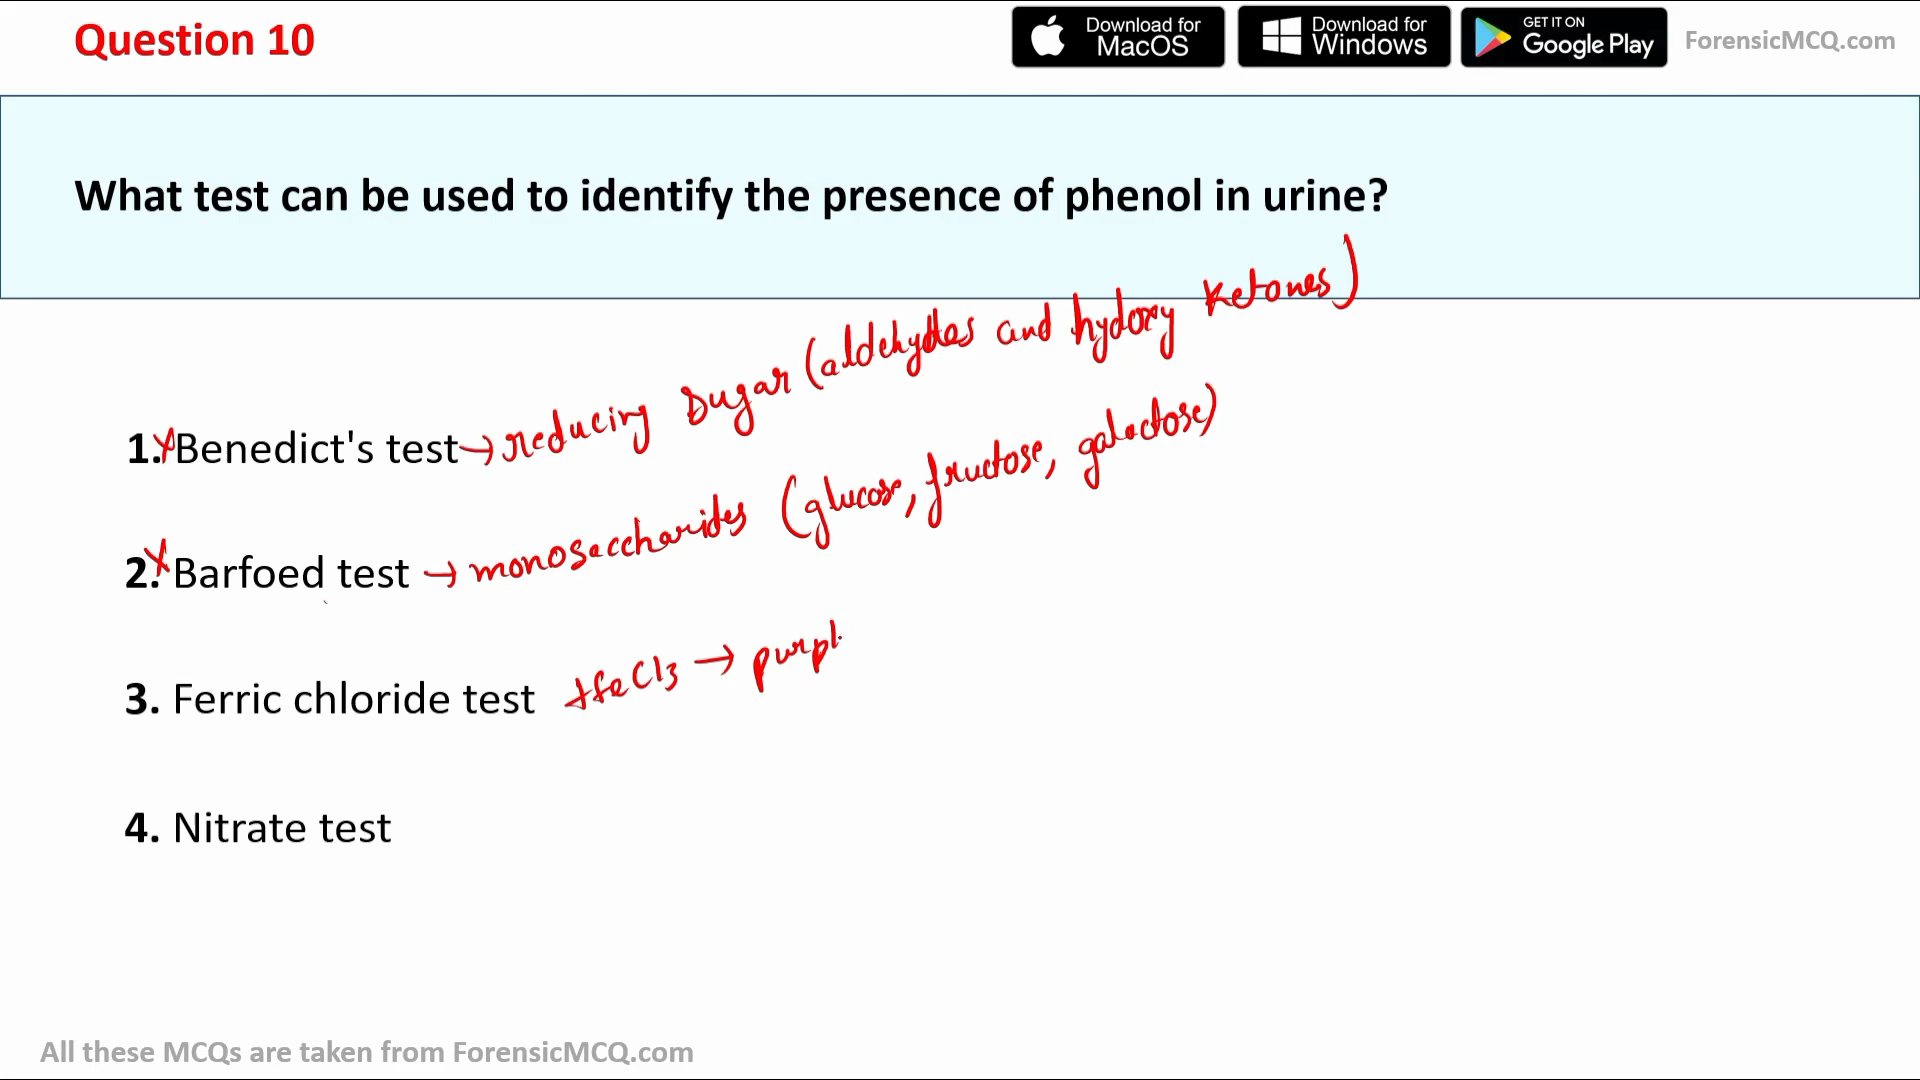 Question 10
Download for MacOS
Download for Windows
GET IT ON Google Play
ForensicMCQ.com
What test can be used to identify the presence of phenol in urine?
1. X Benedict's test → reducing sugar (aldehydes and hydoxy ketones)
2. X Barfoed test → monosaccharides (glucose, fructose, galactose)
3. Ferric chloride test +feCl3 → purpl
4. Nitrate test
All these MCQs are taken from ForensicMCQ.com